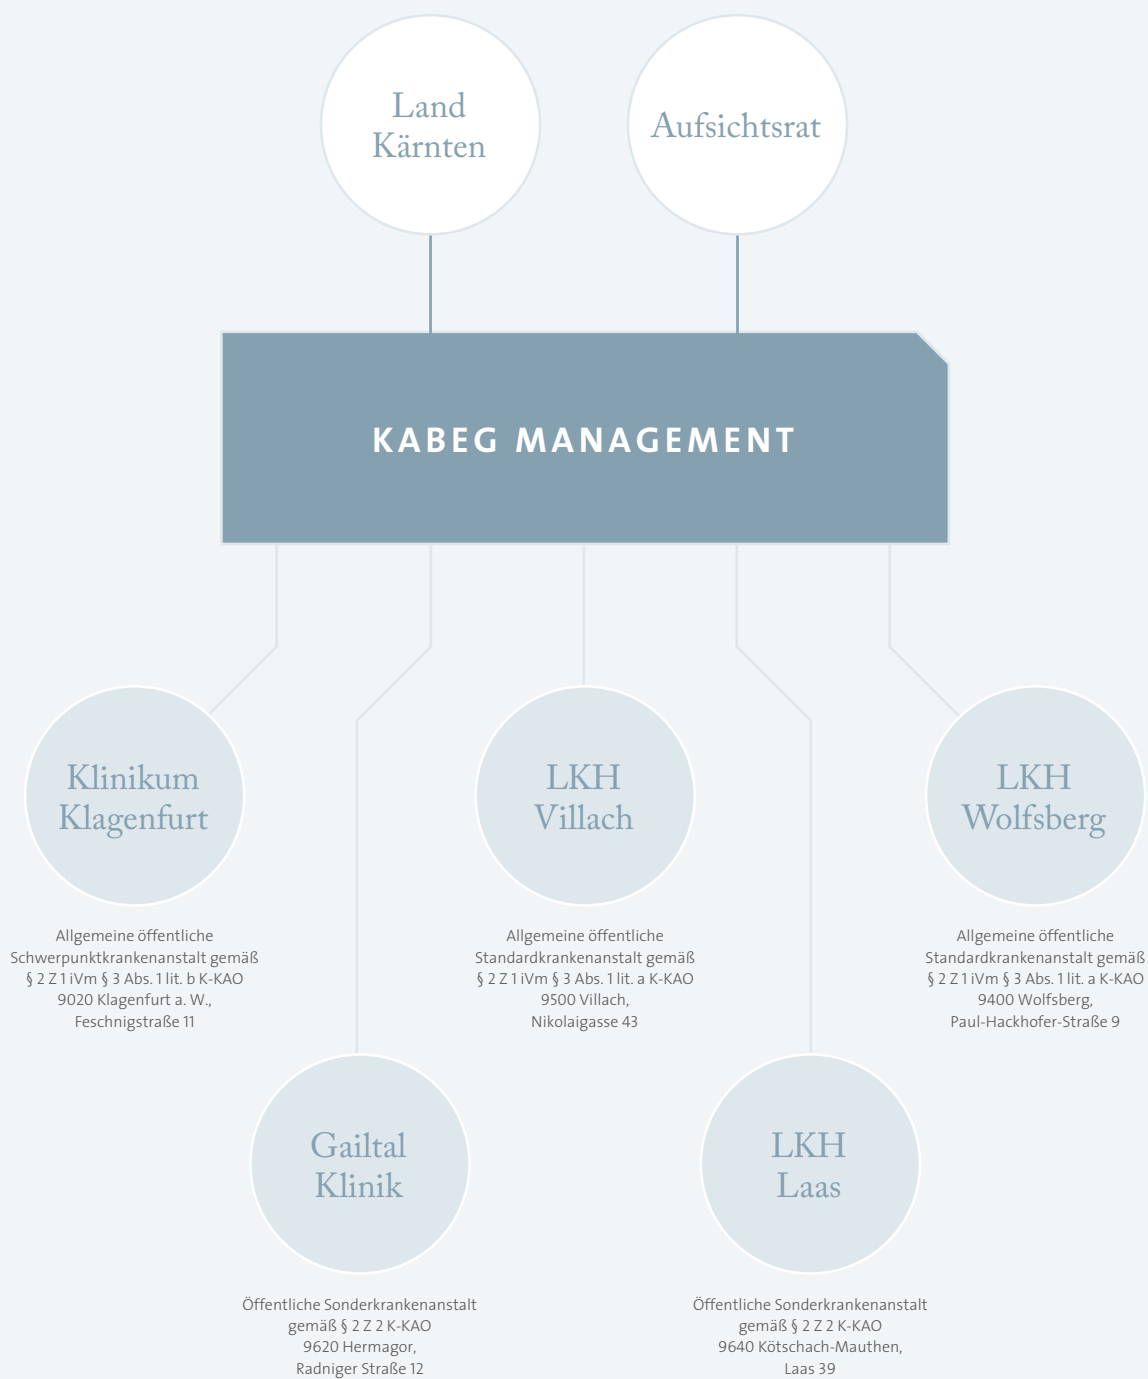 Land
Kärnten
Aufsichtsrat
KABEG MANAGEMENT
Klinikum
Klagenfurt
Allgemeine öffentliche
Schwerpunktkrankenanstalt gemäß
§ 2 Z 1 iVm § 3 Abs. 1 lit. b K-KAO
9020 Klagenfurt a. W.,
Feschnigstraße 11
LKH
Villach
Allgemeine öffentliche
Standardkrankenanstalt gemäß
§ 2 Z 1 iVm § 3 Abs. 1 lit. a K-KAO
9500 Villach,
Nikolaigasse 43
LKH
Wolfsberg
Allgemeine öffentliche
Standardkrankenanstalt gemäß
§ 2 Z 1 iVm § 3 Abs. 1 lit. a K-KAO
9400 Wolfsberg,
Paul-Hackhofer-Straße 9
Gailtal
Klinik
Öffentliche Sonderkrankenanstalt
gemäß § 2 Z 2 K-KAO
9620 Hermagor,
Radniger Straße 12
LKH
Laas
Öffentliche Sonderkrankenanstalt
gemäß § 2 Z 2 K-KAO
9640 Kötschach-Mauthen,
Laas 39